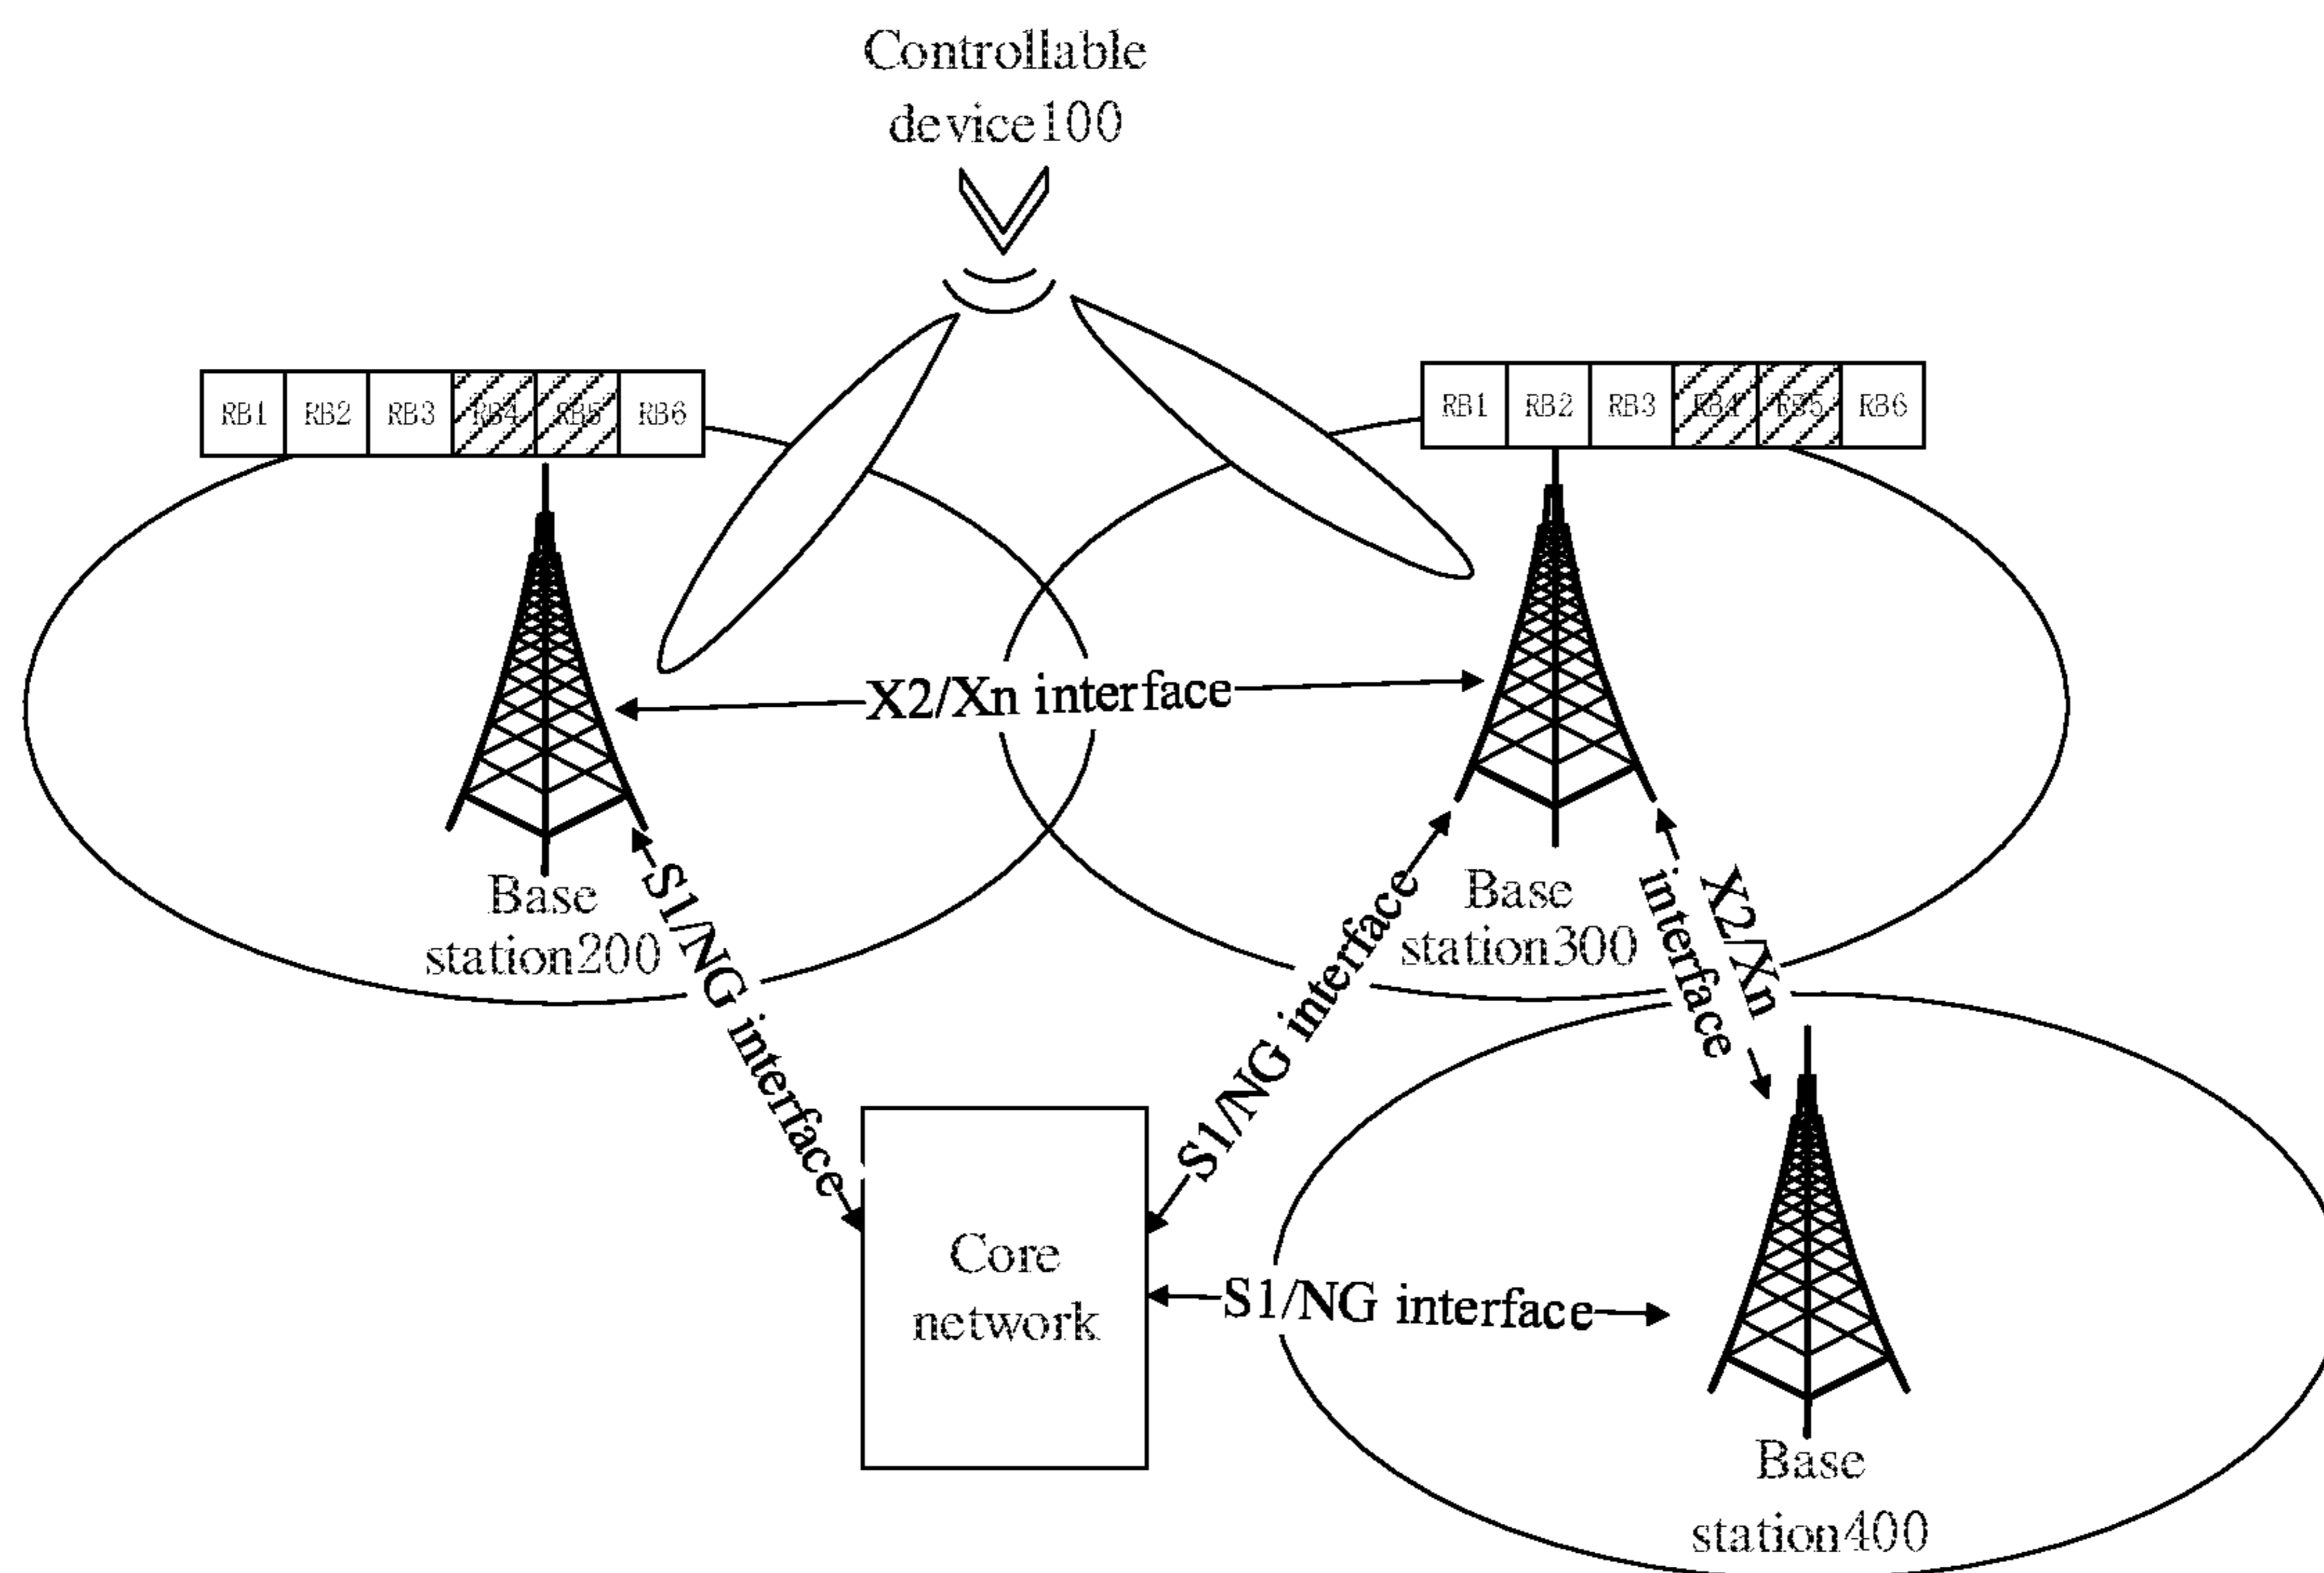 Controllable
device100
RB1 RB2 RB3 RB4 RB5 RB6
RB1 RB2 RB3 RB4 RB5 RB6
X2/Xn interface
Base
station200
S1/NG interface
Base
station300
S1/NG interface
X2/Xn
interface
Core
network
S1/NG interface
Base
station400